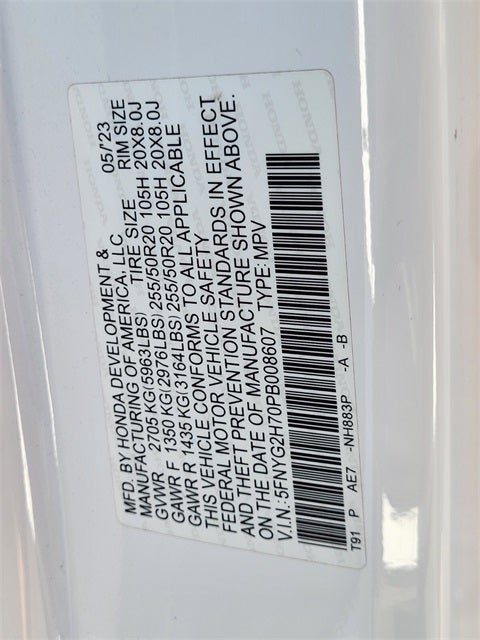 MFD. BY HONDA DEVELOPMENT & 05/'23
MANUFACTURING OF AMERICA, LLC
TIRE SIZE RIM SIZE
GVWR 2705 KG(5963LBS)
GAWR F 1350 KG(2976LBS) 255/50R20 105H 20X8.0J
GAWR R 1435 KG(3164LBS) 255/50R20 105H 20X8.0J
THIS VEHICLE CONFORMS TO ALL APPLICABLE
FEDERAL MOTOR VEHICLE SAFETY
AND THEFT PREVENTION STANDARDS IN EFFECT
ON THE DATE OF MANUFACTURE SHOWN ABOVE.
V.I.N.:5FNYG2H70PB008607 TYPE:MPV
T91 P AE7 -NH883P -A -B
HONDA